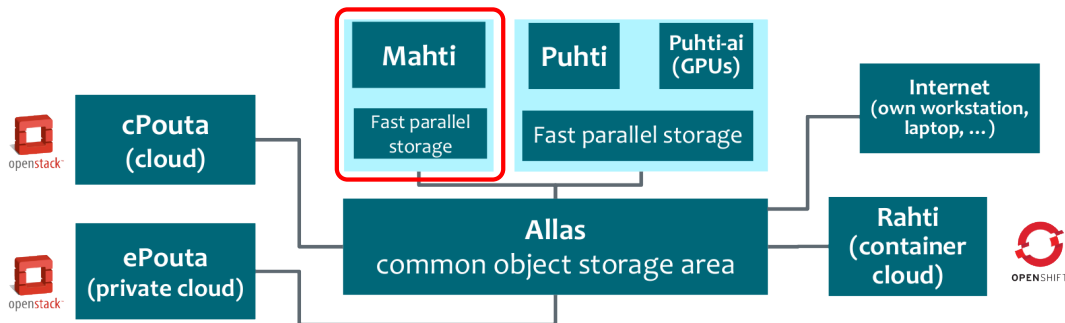 Mahti
Fast parallel
storage
Puhti
Puhti-ai
(GPUs)
Fast parallel storage
Internet
(own workstation,
laptop, ...)
openstack
cPouta
(cloud)
Allas
common object storage area
Rahti
(container
cloud)
OPENSHIFT
openstack
ePouta
(private cloud)